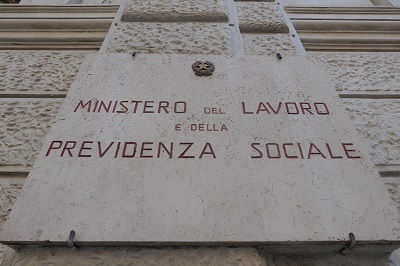 MINISTERO DEL LAVORO
E DELLA
PREVIDENZA SOCIALE